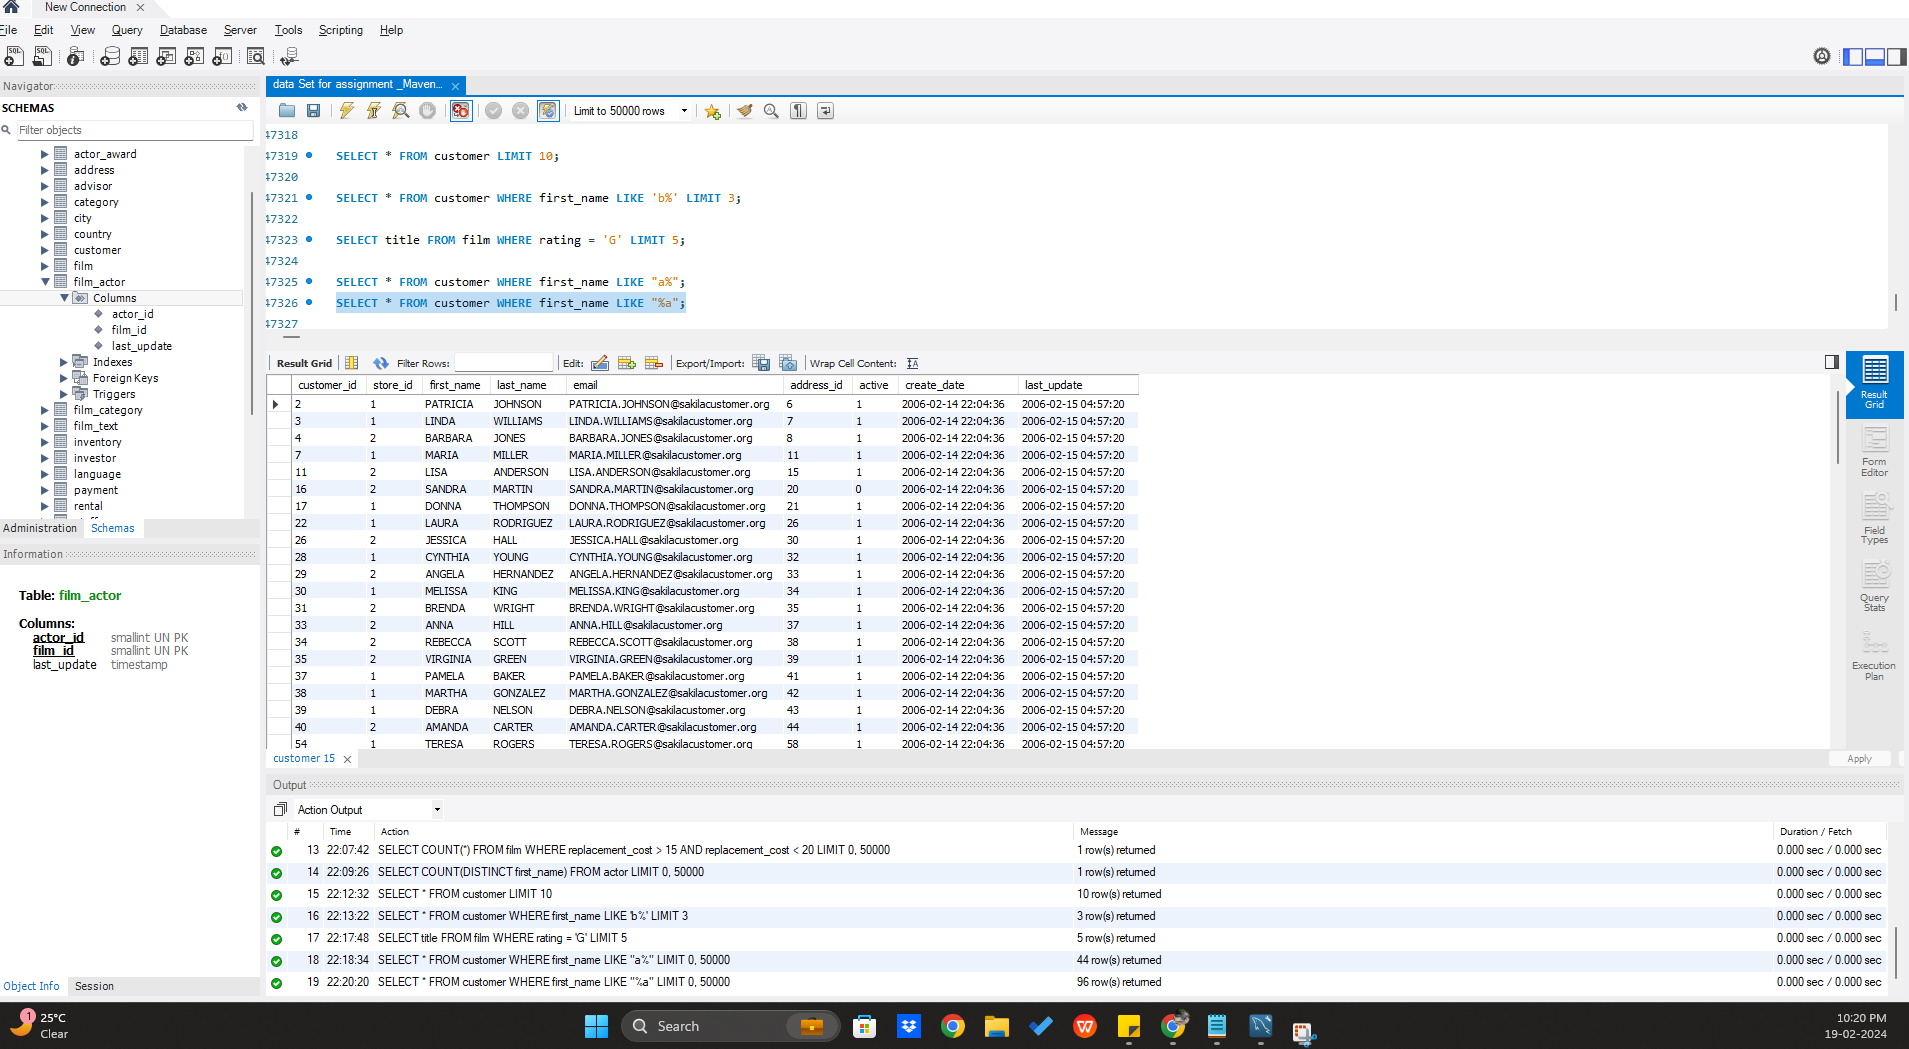 New Connection
File Edit View Query Database Server Tools Scripting Help
Navigator
SCHEMAS
Filter objects
actor_award
address
advisor
category
city
country
customer
film
film_actor
Columns
actor_id
film_id
last_update
Indexes
Foreign Keys
Triggers
film_category
film_text
inventory
investor
language
payment
rental
Administration Schemas
Information
Table: film_actor
Columns:
actor_id smallint UN PK
film_id smallint UN PK
last_update timestamp
Object Info Session
data Set for assignment _Maven...
Limit to 50000 rows
47318
47319 SELECT * FROM customer LIMIT 10;
47320
47321 SELECT * FROM customer WHERE first_name LIKE 'b%' LIMIT 3;
47322
47323 SELECT title FROM film WHERE rating = 'G' LIMIT 5;
47324
47325 SELECT * FROM customer WHERE first_name LIKE "a%";
47326 SELECT * FROM customer WHERE first_name LIKE "%a";
47327
Result Grid Filter Rows: Edit: Export/Import: Wrap Cell Content:
customer_id store_id first_name last_name email address_id active create_date last_update
2 1 PATRICIA JOHNSON PATRICIA.JOHNSON@sakilacustomer.org 6 1 2006-02-14 22:04:36 2006-02-15 04:57:20
3 1 LINDA WILLIAMS LINDA.WILLIAMS@sakilacustomer.org 7 1 2006-02-14 22:04:36 2006-02-15 04:57:20
4 2 BARBARA JONES BARBARA.JONES@sakilacustomer.org 8 1 2006-02-14 22:04:36 2006-02-15 04:57:20
7 1 MARIA MILLER MARIA.MILLER@sakilacustomer.org 11 1 2006-02-14 22:04:36 2006-02-15 04:57:20
11 2 LISA ANDERSON LISA.ANDERSON@sakilacustomer.org 15 1 2006-02-14 22:04:36 2006-02-15 04:57:20
16 2 SANDRA MARTIN SANDRA.MARTIN@sakilacustomer.org 20 0 2006-02-14 22:04:36 2006-02-15 04:57:20
17 1 DONNA THOMPSON DONNA.THOMPSON@sakilacustomer.org 21 1 2006-02-14 22:04:36 2006-02-15 04:57:20
22 1 LAURA RODRIGUEZ LAURA.RODRIGUEZ@sakilacustomer.org 26 1 2006-02-14 22:04:36 2006-02-15 04:57:20
26 2 JESSICA HALL JESSICA.HALL@sakilacustomer.org 30 1 2006-02-14 22:04:36 2006-02-15 04:57:20
28 1 CYNTHIA YOUNG CYNTHIA.YOUNG@sakilacustomer.org 32 1 2006-02-14 22:04:36 2006-02-15 04:57:20
29 2 ANGELA HERNANDEZ ANGELA.HERNANDEZ@sakilacustomer.org 33 1 2006-02-14 22:04:36 2006-02-15 04:57:20
30 1 MELISSA KING MELISSA.KING@sakilacustomer.org 34 1 2006-02-14 22:04:36 2006-02-15 04:57:20
31 2 BRENDA WRIGHT BRENDA.WRIGHT@sakilacustomer.org 35 1 2006-02-14 22:04:36 2006-02-15 04:57:20
33 2 ANNA HILL ANNA.HILL@sakilacustomer.org 37 1 2006-02-14 22:04:36 2006-02-15 04:57:20
34 2 REBECCA SCOTT REBECCA.SCOTT@sakilacustomer.org 38 1 2006-02-14 22:04:36 2006-02-15 04:57:20
35 2 VIRGINIA GREEN VIRGINIA.GREEN@sakilacustomer.org 39 1 2006-02-14 22:04:36 2006-02-15 04:57:20
37 1 PAMELA BAKER PAMELA.BAKER@sakilacustomer.org 41 1 2006-02-14 22:04:36 2006-02-15 04:57:20
38 1 MARTHA GONZALEZ MARTHA.GONZALEZ@sakilacustomer.org 42 1 2006-02-14 22:04:36 2006-02-15 04:57:20
39 1 DEBRA NELSON DEBRA.NELSON@sakilacustomer.org 43 1 2006-02-14 22:04:36 2006-02-15 04:57:20
40 2 AMANDA CARTER AMANDA.CARTER@sakilacustomer.org 44 1 2006-02-14 22:04:36 2006-02-15 04:57:20
54 1 TERESA ROGERS TERESA.ROGERS@sakilacustomer.org 58 1 2006-02-14 22:04:36 2006-02-15 04:57:20
Result
Grid
Form
Editor
Field
Types
Query
Stats
Execution
Plan
customer 15 Apply
Output
Action Output
# Time Action Message Duration / Fetch
13 22:07:42 SELECT COUNT(*) FROM film WHERE replacement_cost > 15 AND replacement_cost < 20 LIMIT 0, 50000 1 row(s) returned 0.000 sec / 0.000 sec
14 22:09:26 SELECT COUNT(DISTINCT first_name) FROM actor LIMIT 0, 50000 1 row(s) returned 0.000 sec / 0.000 sec
15 22:12:32 SELECT * FROM customer LIMIT 10 10 row(s) returned 0.000 sec / 0.000 sec
16 22:13:22 SELECT * FROM customer WHERE first_name LIKE 'b%' LIMIT 3 3 row(s) returned 0.000 sec / 0.000 sec
17 22:17:48 SELECT title FROM film WHERE rating = 'G' LIMIT 5 5 row(s) returned 0.000 sec / 0.000 sec
18 22:18:34 SELECT * FROM customer WHERE first_name LIKE "a%" LIMIT 0, 50000 44 row(s) returned 0.000 sec / 0.000 sec
19 22:20:20 SELECT * FROM customer WHERE first_name LIKE "%a" LIMIT 0, 50000 96 row(s) returned 0.000 sec / 0.000 sec
1
25°C
Clear
Search
10:20 PM
19-02-2024